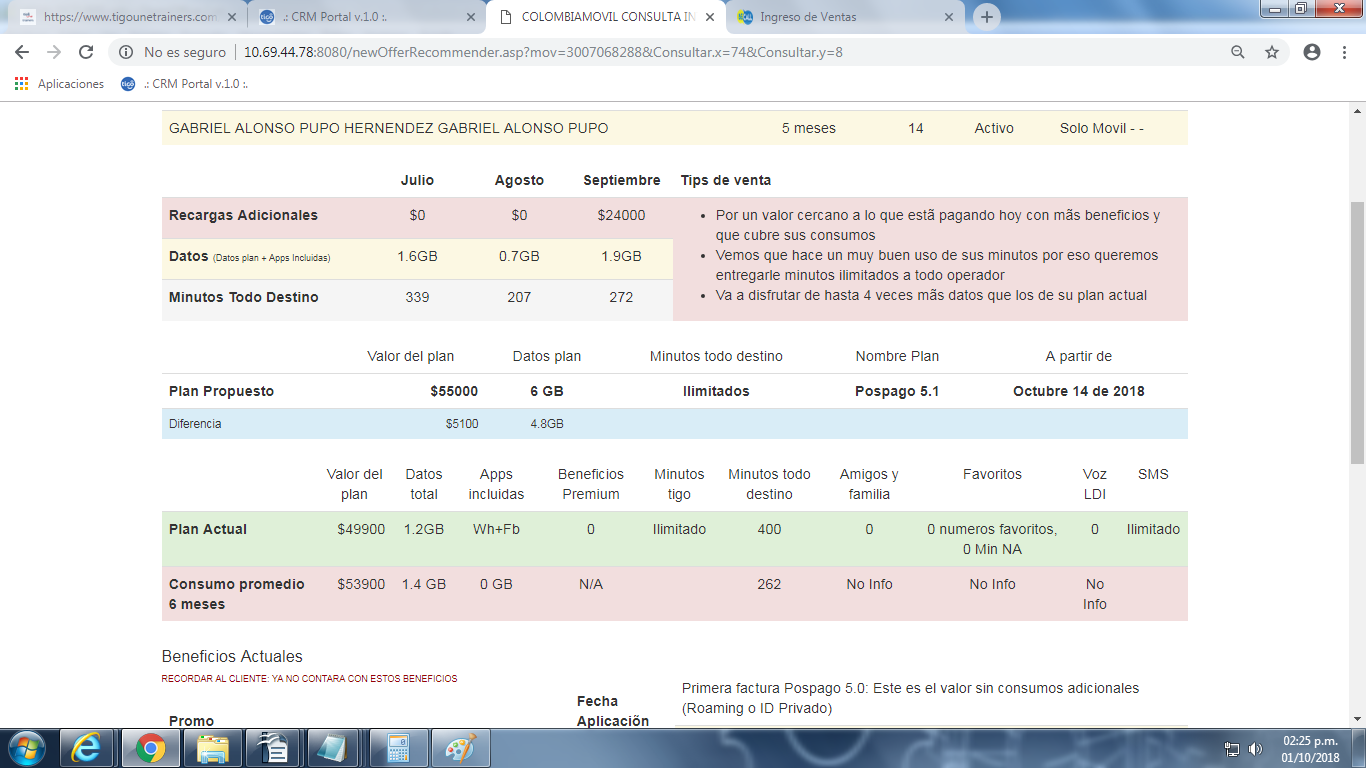 https://www.tigounetrainers.com
.: CRM Portal v.1.0 :.
COLOMBIAMOVIL CONSULTA IN
Ingreso de Ventas
No es seguro | 10.69.44.78:8080/newOfferRecommender.asp?mov=3007068288&Consultar.x=74&Consultar.y=8
Aplicaciones .: CRM Portal v.1.0 :.
GABRIEL ALONSO PUPO HERNENDEZ GABRIEL ALONSO PUPO 5 meses 14 Activo Solo Movil - -
Julio Agosto Septiembre Tips de venta
Recargas Adicionales $0 $0 $24000
Datos (Datos plan + Apps Incluidas) 1.6GB 0.7GB 1.9GB
Minutos Todo Destino 339 207 272
• Por un valor cercano a lo que estã pagando hoy con mãs beneficios y
que cubre sus consumos
• Vemos que hace un muy buen uso de sus minutos por eso queremos
entregarle minutos ilimitados a todo operador
• Va a disfrutar de hasta 4 veces mãs datos que los de su plan actual
Valor del plan Datos plan Minutos todo destino Nombre Plan A partir de
Plan Propuesto $55000 6 GB Ilimitados Pospago 5.1 Octubre 14 de 2018
Diferencia $5100 4.8GB
Valor del Datos Apps Beneficios Minutos Minutos todo Amigos y Favoritos Voz SMS
plan total incluidas Premium tigo destino familia LDI
Plan Actual $49900 1.2GB Wh+Fb 0 Ilimitado 400 0 0 numeros favoritos, 0 Ilimitado
0 Min NA
Consumo promedio $53900 1.4 GB 0 GB N/A 262 No Info No Info No
6 meses Info
Beneficios Actuales
RECORDAR AL CLIENTE: YA NO CONTARA CON ESTOS BENEFICIOS
Promo
Fecha
Aplicaciõn
Primera factura Pospago 5.0: Este es el valor sin consumos adicionales
(Roaming o ID Privado)
02:25 p.m.
01/10/2018